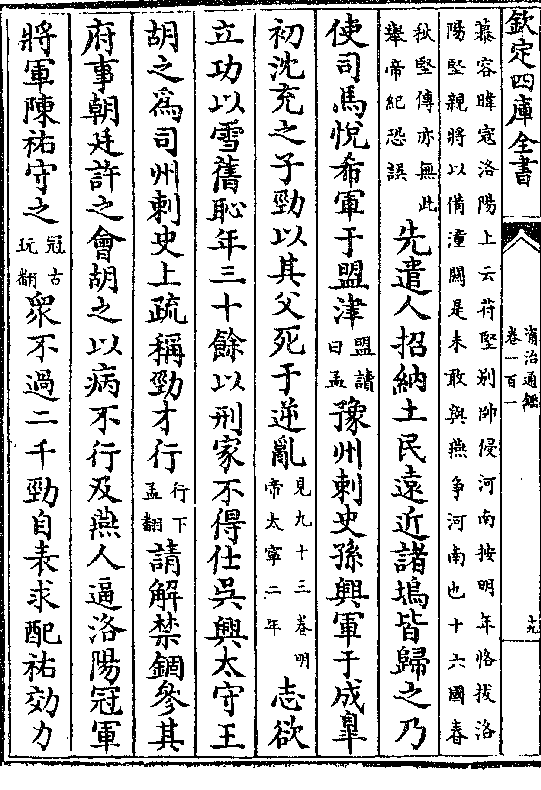 欽定四庫全書
資治通鑑
卷一百一
十九
慕容暐寇洛陽上云苻堅别帥侵河南按明年恪拔洛
陽堅親將以備潼關是未敢與燕争河南也十六國春
秋堅傳亦無此
舉帝紀恐誤
先遣人招納士民遠近諸塢皆歸之乃
使司馬悦希軍于盟津盟讀曰孟豫州刺史孫興軍于成臯
初沈充之子勁以其父死于逆亂見九十三卷明帝太寧二年志欲
立功以雪舊恥年三十餘以刑家不得仕吳興太守王
胡之爲司州刺史上疏稱勁才行行下孟翻請解禁錮參其
府事朝廷許之會胡之以病不行及燕人逼洛陽冠軍
將軍陳祐守之冠古玩翻衆不過二千勁自表求配祐效力